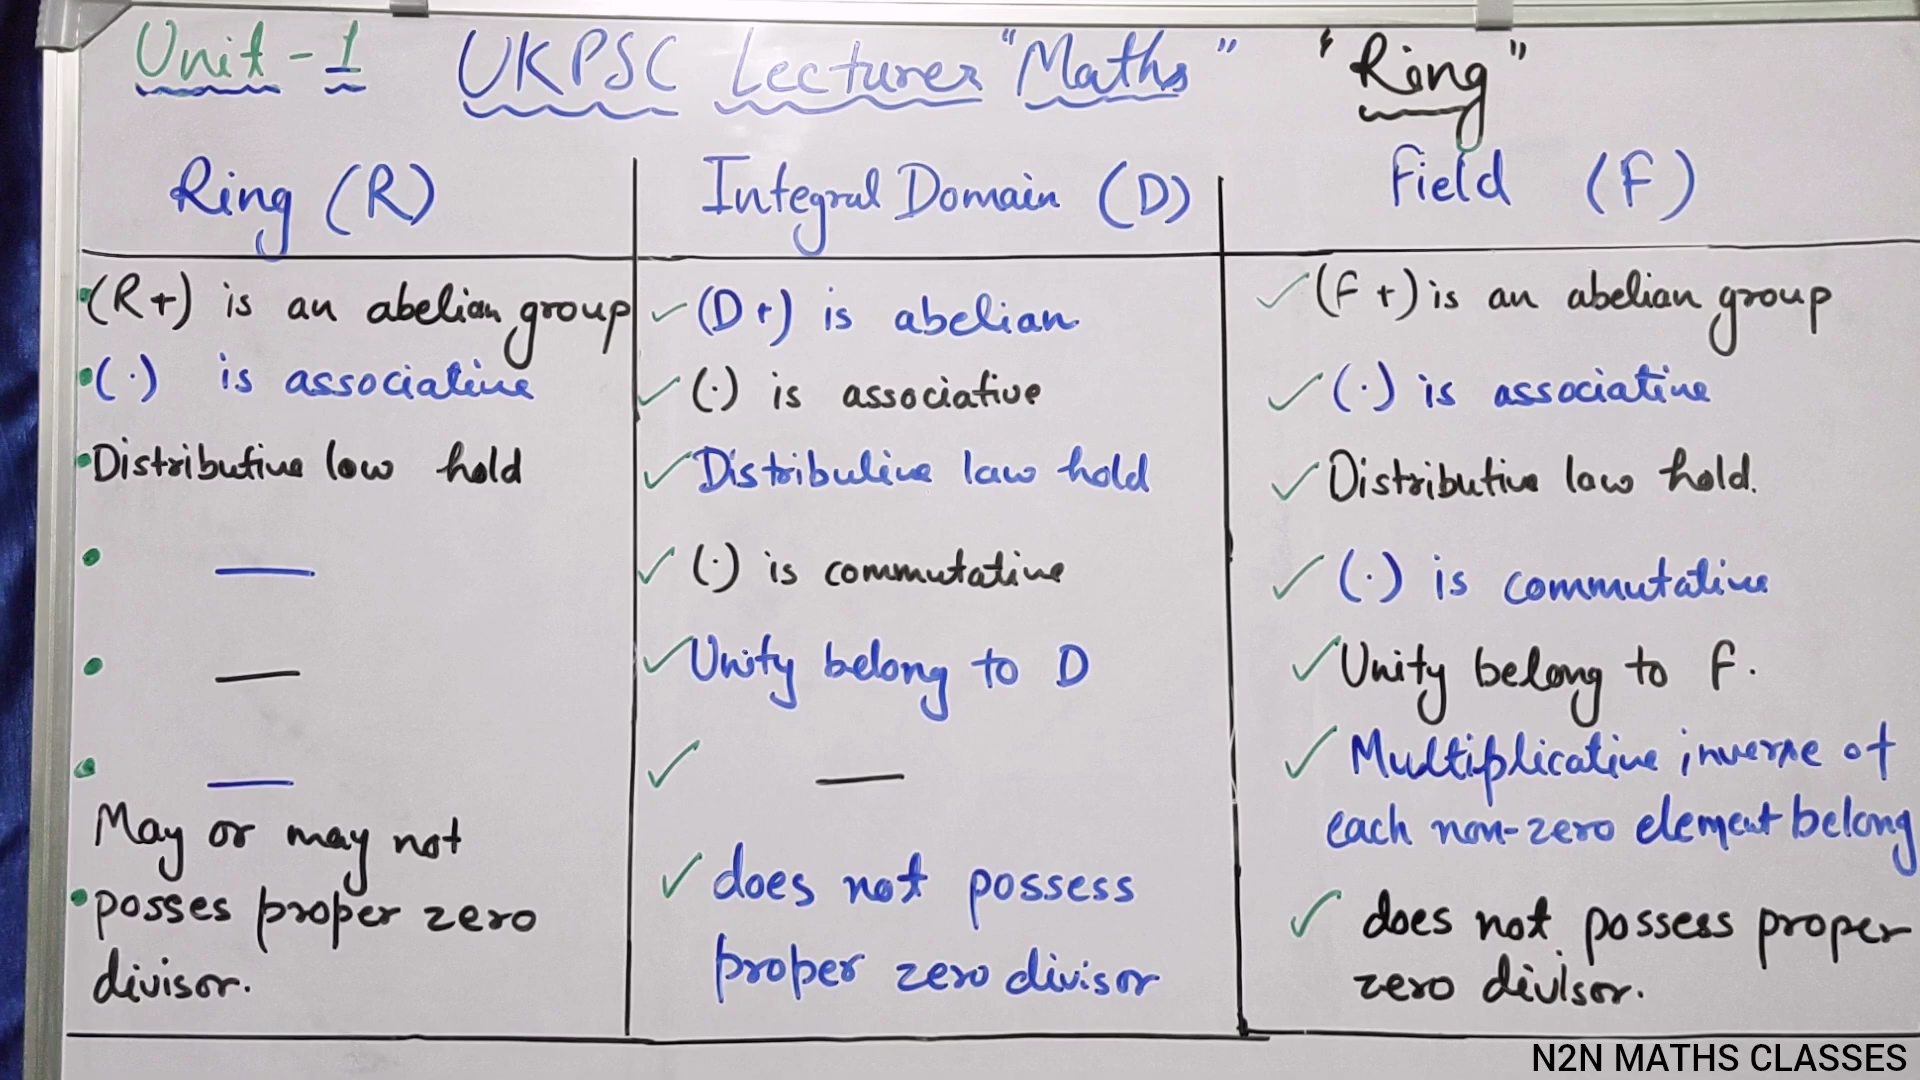 Unit-1 UKPSC Lecturer "Maths" "Ring"
Ring (R)
(R+) is an abelian group
(·) is associative
Distributive low hold
—
—
—
May or may not
posses proper zero
divisor.
Integral Domain (D)
(D+) is abelian.
(·) is associative
Distributive law hold
(·) is commutative
Unity belong to D
—
does not possess
proper zero divisor
Field (F)
(F+) is an abelian group
(·) is associative
Distributive law hold.
(·) is commutative
Unity belong to F.
Multiplicative inverse of
each non-zero element belong
does not possess proper
zero divisor.
N2N MATHS CLASSES